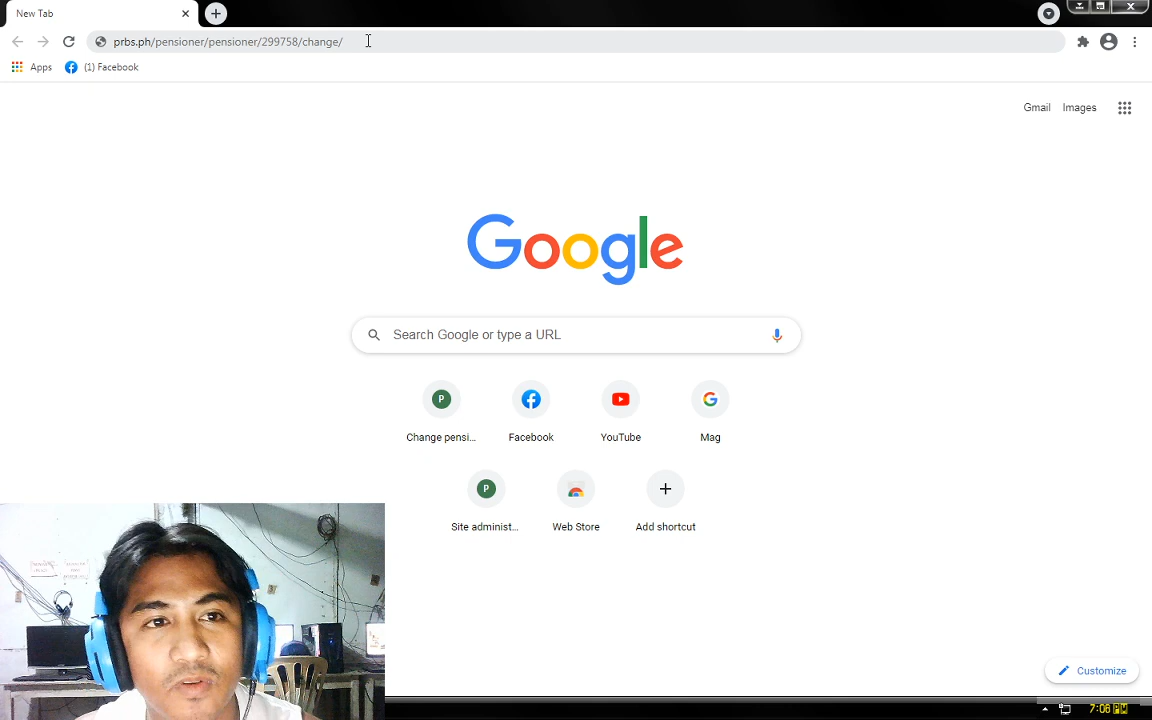 New Tab
prbs.ph/pensioner/pensioner/299758/change/
Apps
(1) Facebook
Gmail
Images
Google
Search Google or type a URL
P
Change pensi...
Facebook
YouTube
Mag
P
Site administ...
Web Store
Add shortcut
Customize
7:06 PM